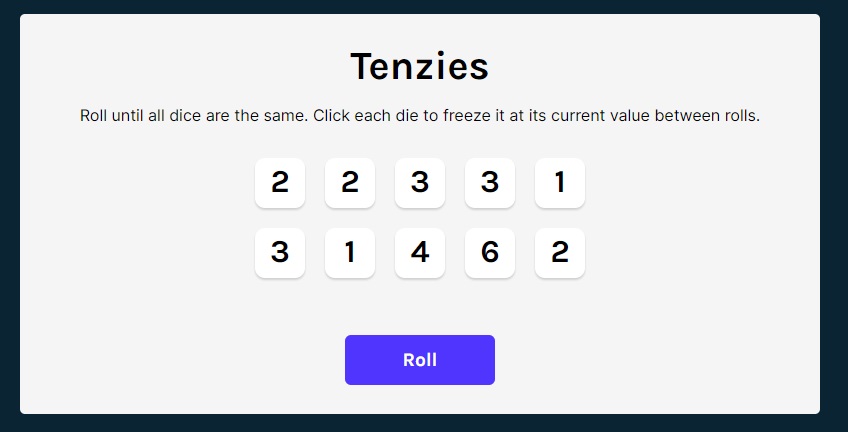 Tenzies
Roll until all dice are the same. Click each die to freeze it at its current value between rolls.
2 2 3 3 1
3 1 4 6 2
Roll